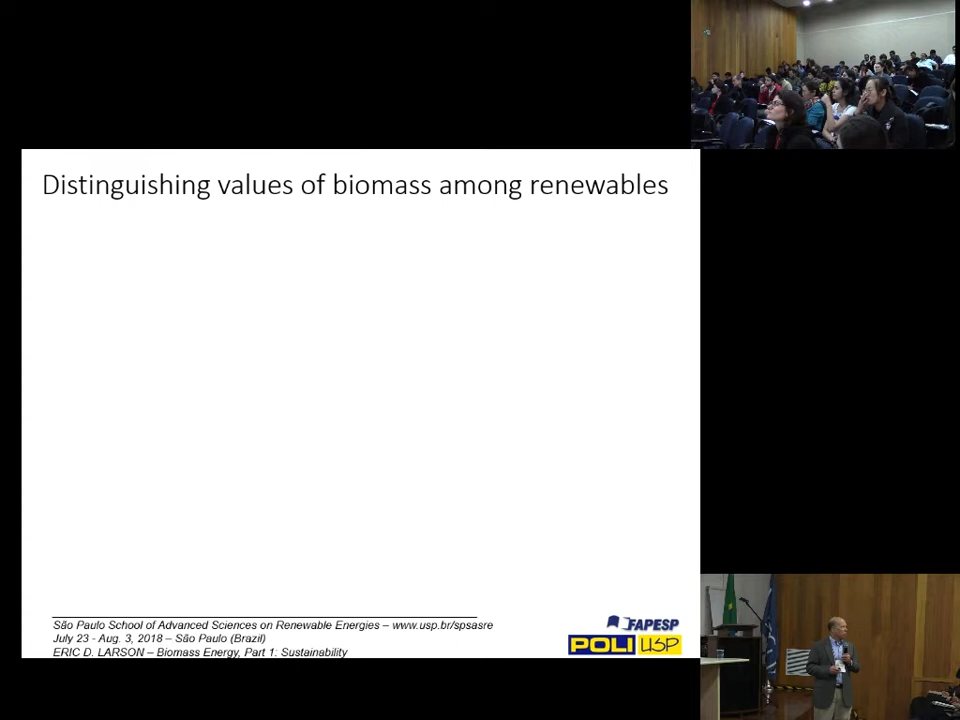 Distinguishing values of biomass among renewables
São Paulo School of Advanced Sciences on Renewable Energies – www.usp.br/spsasre
July 23 - Aug. 3, 2018 – São Paulo (Brazil)
ERIC D. LARSON – Biomass Energy, Part 1: Sustainability
FAPESP
POLI USP